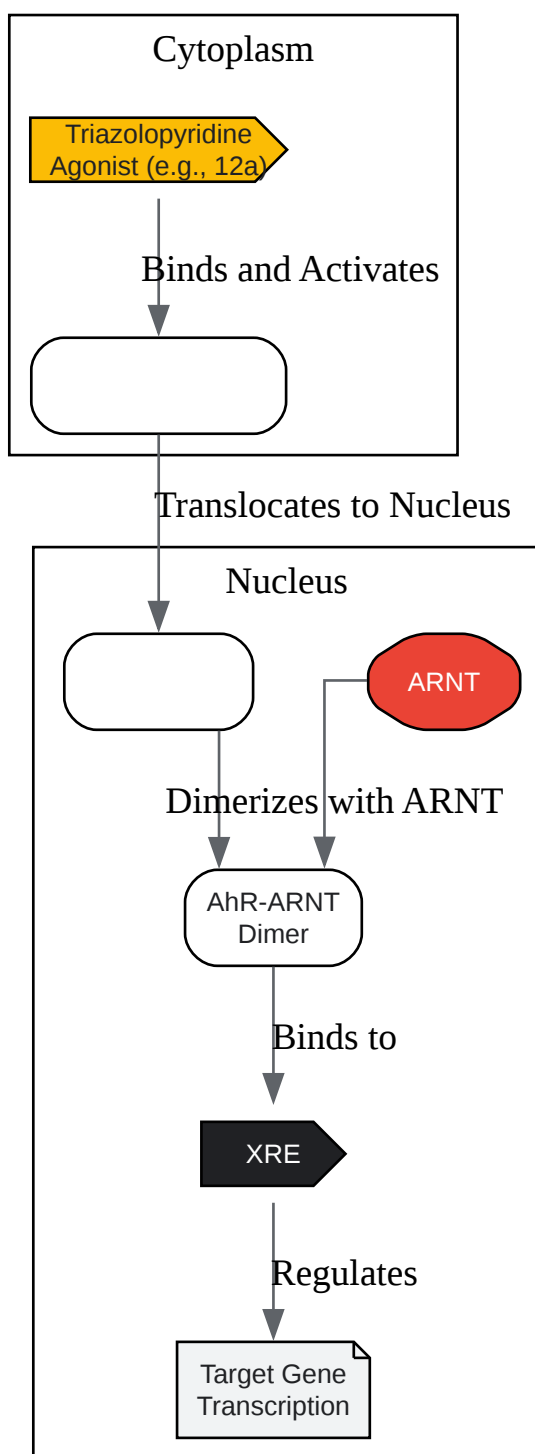 Cytoplasm
Triazolopyridine
Agonist (e.g., 12a)
Binds and Activates
Translocates to Nucleus
Nucleus
ARNT
Dimerizes with ARNT
AhR-ARNT
Dimer
Binds to
XRE
Regulates
Target Gene
Transcription